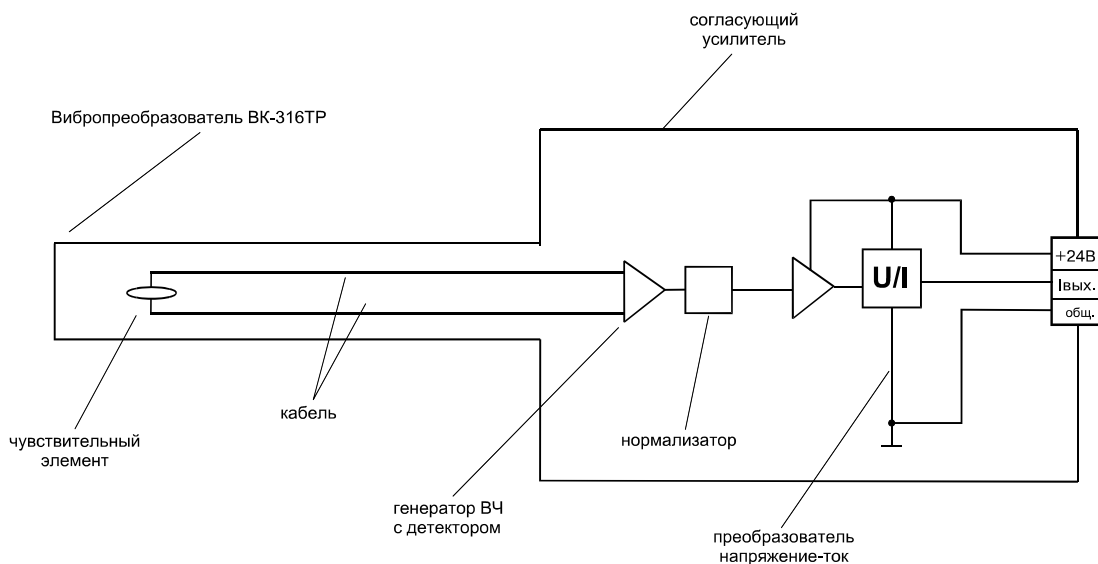 согласующий
усилитель
Вибропреобразователь ВК-316ТР
+24В
U/I
Iвых.
общ.
кабель
нормализатор
чувствительный
элемент
генератор ВЧ
с детектором
преобразователь
напряжение-ток